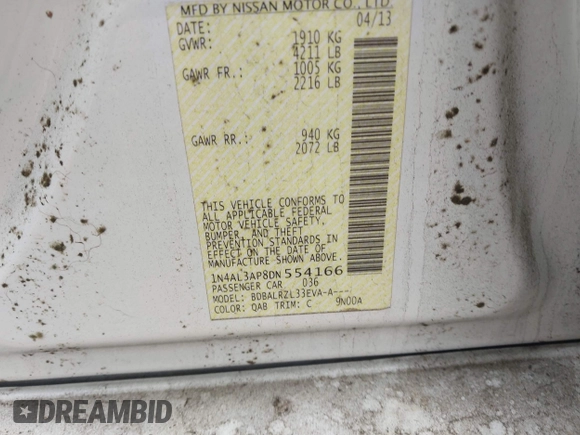 MFD BY NISSAN MOTOR CO., LTD.
DATE: 04/13
GVWR: 1910 KG
4211 LB
GAWR FR.: 1005 KG
2216 LB
GAWR RR.: 940 KG
2072 LB
THIS VEHICLE CONFORMS TO
ALL APPLICABLE FEDERAL
MOTOR VEHICLE SAFETY,
BUMPER, AND THEFT
PREVENTION STANDARDS IN
EFFECT ON THE DATE OF
MANUFACTURE SHOWN ABOVE.
1N4AL3AP8DN554166
PASSENGER CAR 036
MODEL: BDBALRZL33EVA-A---
COLOR: QAB TRIM: C 9N00A
DREAMBID